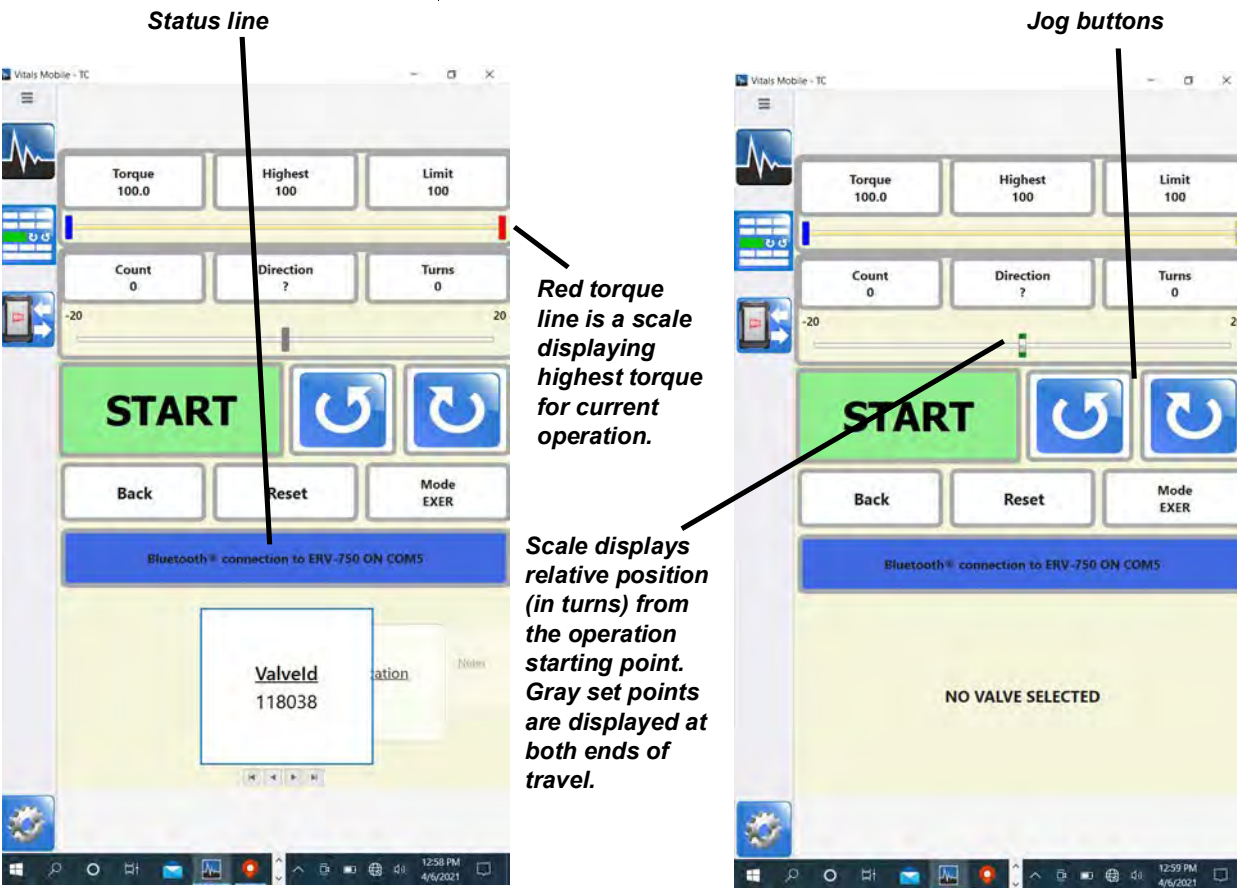 Status line
Jog buttons
Vitals Mobile - TC
Torque
100.0
Highest
100
Limit
100
Count
0
Direction
?
Turns
0
-20
20
START
Back
Reset
Mode
EXER
Bluetooth® connection to ERV-750 ON COM5
ValveId
118038
ation
Notes
12:58 PM
4/6/2021
Red torque
line is a scale
displaying
highest torque
for current
operation.
Scale displays
relative position
(in turns) from
the operation
starting point.
Gray set points
are displayed at
both ends of
travel.
Vitals Mobile - TC
Torque
100.0
Highest
100
Limit
100
Count
0
Direction
?
Turns
0
-20
2
START
Back
Reset
Mode
EXER
Bluetooth® connection to ERV-750 ON COM5
NO VALVE SELECTED
12:59 PM
4/6/2021